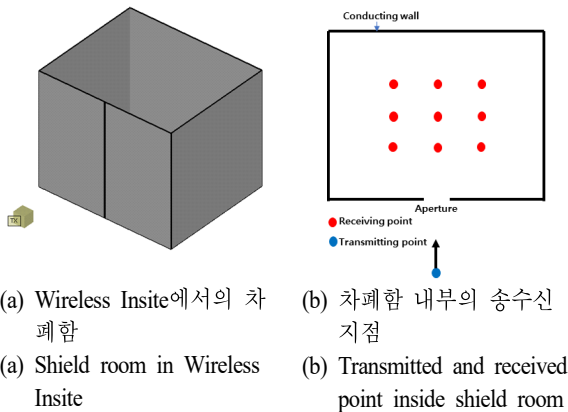 Conducting wall
TX
Aperture
Receiving point
Transmitting point
(a) Wireless Insite에서의 차
폐함
(a) Shield room in Wireless
Insite
(b) 차폐함 내부의 송수신
지점
(b) Transmitted and received
point inside shield room